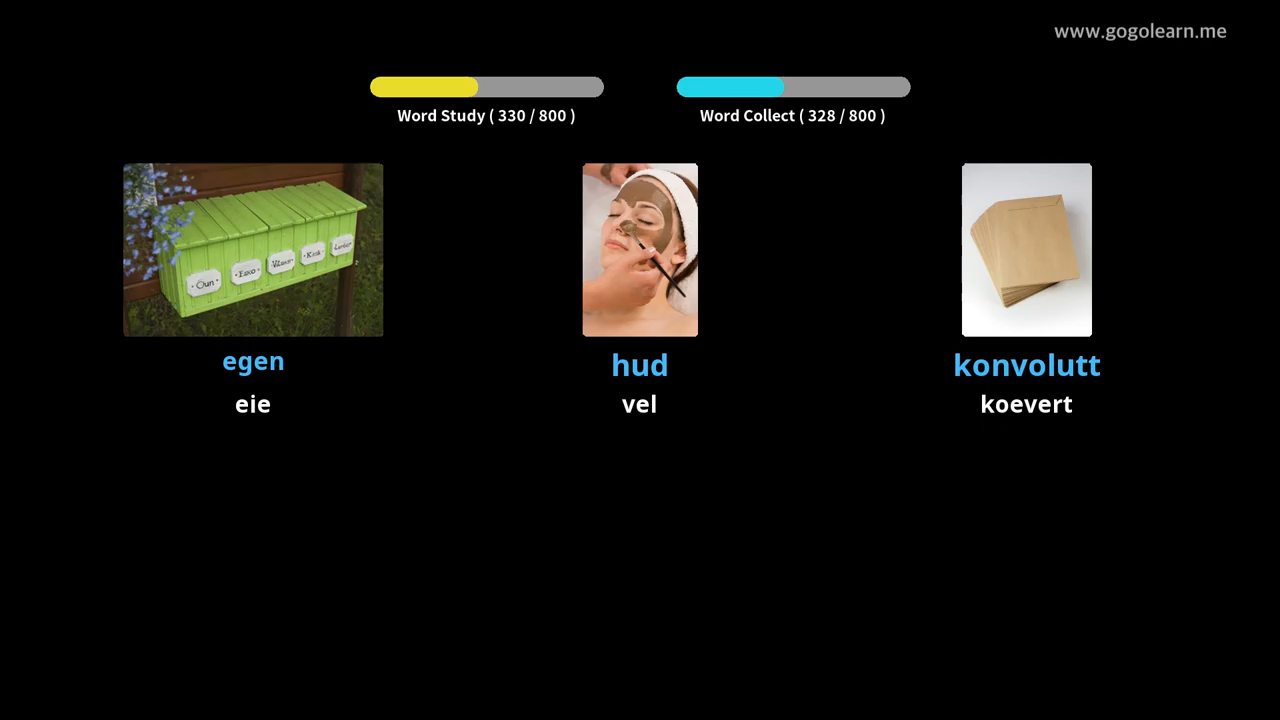 www.gogolearn.me
Word Study ( 330 / 800 )
Word Collect ( 328 / 800 )
egen
hud
konvolutt
eie
vel
koevert